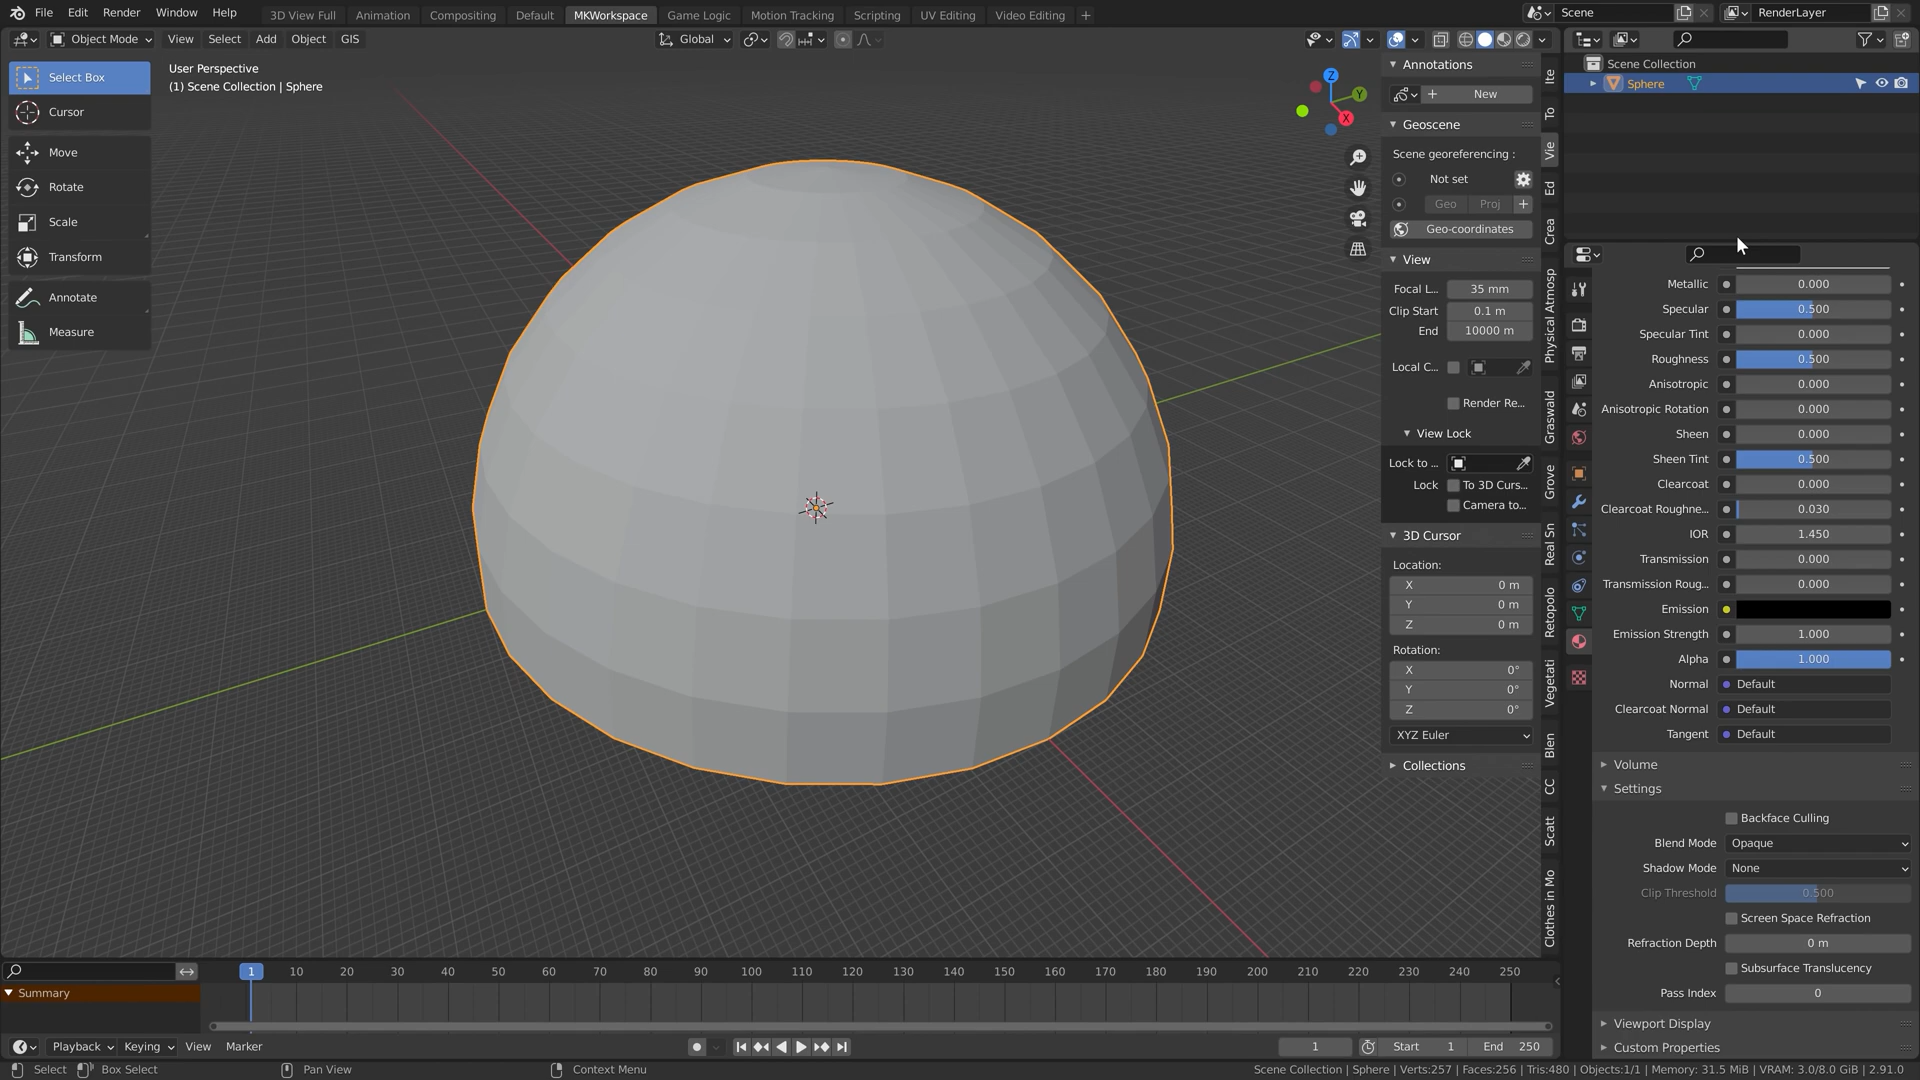 File Edit Render Window Help 3D View Full Animation Compositing Default MKWorkspace Game Logic Motion Tracking Scripting UV Editing Video Editing + Scene RenderLayer
Object Mode View Select Add Object GIS Global
Select Box
Cursor
Move
Rotate
Scale
Transform
Annotate
Measure
User Perspective
(1) Scene Collection | Sphere
Z
Y
X
Annotations
+ New
Geoscene
Scene georeferencing :
Not set
Geo Proj +
Geo-coordinates
View
Focal L... 35 mm
Clip Start 0.1 m
End 10000 m
Local C...
Render Re...
View Lock
Lock to ...
Lock To 3D Curs...
Camera to...
3D Cursor
Location:
X 0 m
Y 0 m
Z 0 m
Rotation:
X 0°
Y 0°
Z 0°
XYZ Euler
Collections
Ite
To
Vie
Ed
Crea
Physical Atmosp
Graswald
Grove
Real Sn
Retopolo
Vegetati
Blen
CC
Scatt
Clothes in Mo
Scene Collection
Sphere
Metallic 0.000
Specular 0.500
Specular Tint 0.000
Roughness 0.500
Anisotropic 0.000
Anisotropic Rotation 0.000
Sheen 0.000
Sheen Tint 0.500
Clearcoat 0.000
Clearcoat Roughne... 0.030
IOR 1.450
Transmission 0.000
Transmission Roug... 0.000
Emission
Emission Strength 1.000
Alpha 1.000
Normal Default
Clearcoat Normal Default
Tangent Default
Volume
Settings
Backface Culling
Blend Mode Opaque
Shadow Mode None
Clip Threshold 0.500
Screen Space Refraction
Refraction Depth 0 m
Subsurface Translucency
Pass Index 0
Viewport Display
Custom Properties
1 10 20 30 40 50 60 70 80 90 100 110 120 130 140 150 160 170 180 190 200 210 220 230 240 250
Summary
Playback Keying View Marker 1 Start 1 End 250
Select Box Select Pan View Context Menu Scene Collection | Sphere | Verts:257 | Faces:256 | Tris:480 | Objects:1/1 | Memory: 31.5 MiB | VRAM: 3.0/8.0 GiB | 2.91.0